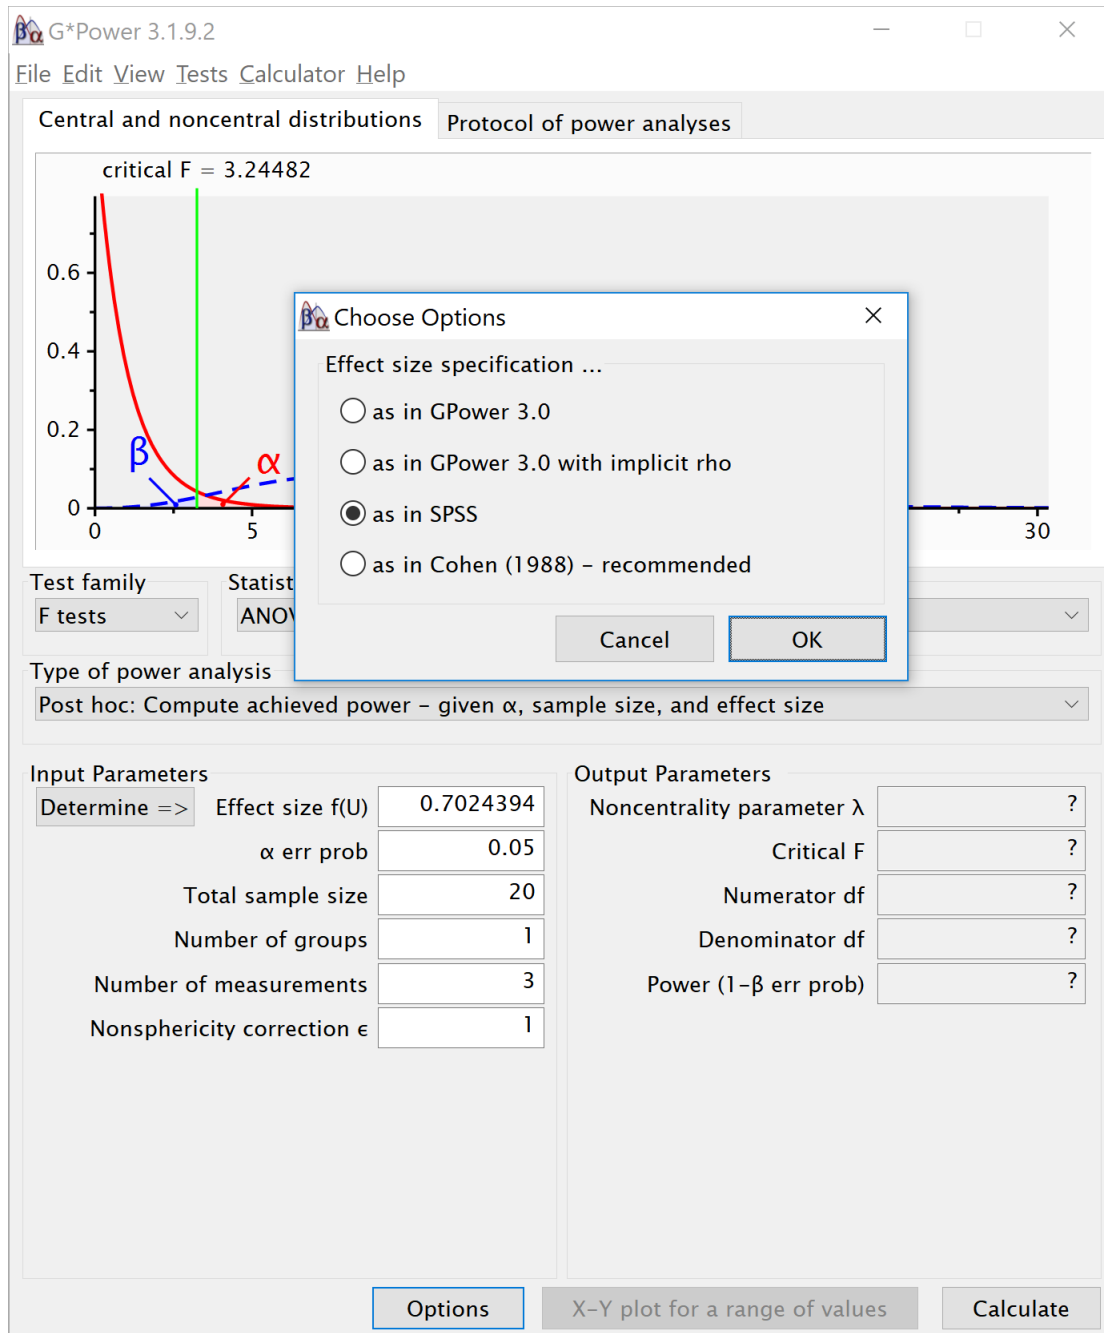 G*Power 3.1.9.2
File Edit View Tests Calculator Help
Central and noncentral distributions
Protocol of power analyses
critical F = 3.24482
0.6
0.4
0.2
0
β
α
0
5
30
Choose Options
Effect size specification ...
as in GPower 3.0
as in GPower 3.0 with implicit rho
as in SPSS
as in Cohen (1988) – recommended
Cancel
OK
Test family
Statist
F tests
ANOV
Type of power analysis
Post hoc: Compute achieved power – given α, sample size, and effect size
Input Parameters
Determine =>
Effect size f(U) 0.7024394
α err prob 0.05
Total sample size 20
Number of groups 1
Number of measurements 3
Nonsphericity correction ϵ 1
Output Parameters
Noncentrality parameter λ ?
Critical F ?
Numerator df ?
Denominator df ?
Power (1-β err prob) ?
Options
X-Y plot for a range of values
Calculate